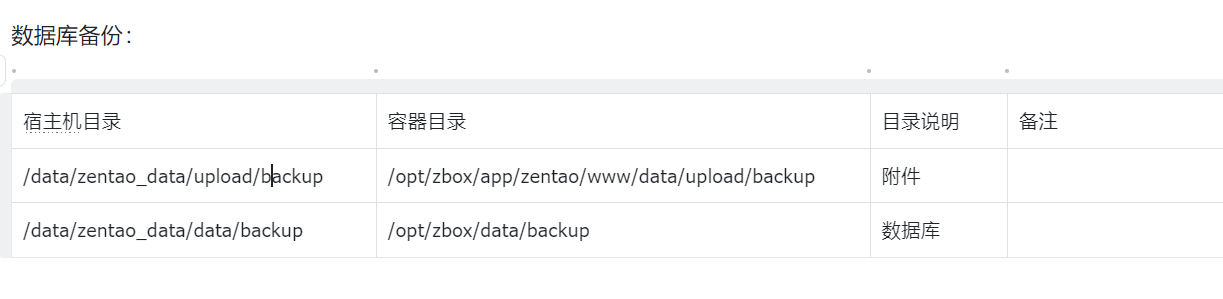 数据库备份：
宿主机目录 容器目录 目录说明 备注
/data/zentao_data/upload/backup /opt/zbox/app/zentao/www/data/upload/backup 附件
/data/zentao_data/data/backup /opt/zbox/data/backup 数据库